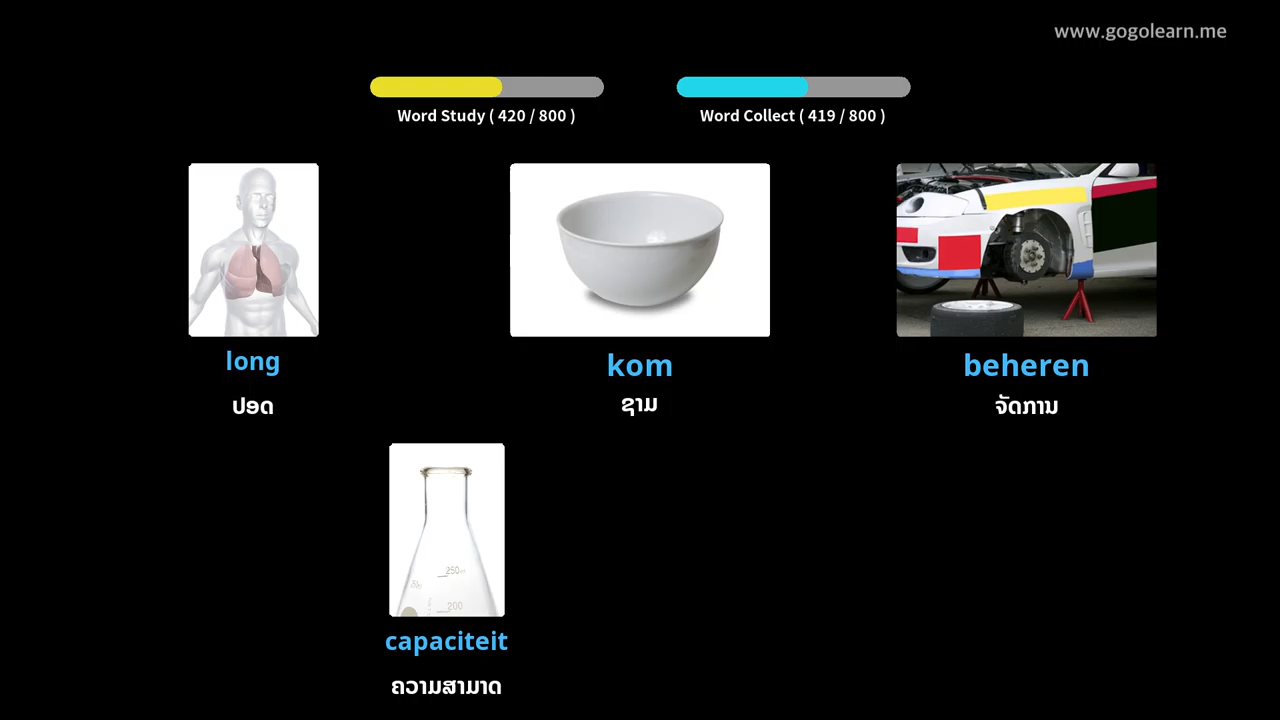 www.gogolearn.me
Word Study ( 420 / 800 )
Word Collect ( 419 / 800 )
long
ປອດ
kom
ຊາມ
beheren
ຈັດການ
250
200
capaciteit
ຄວາມສາມາດ